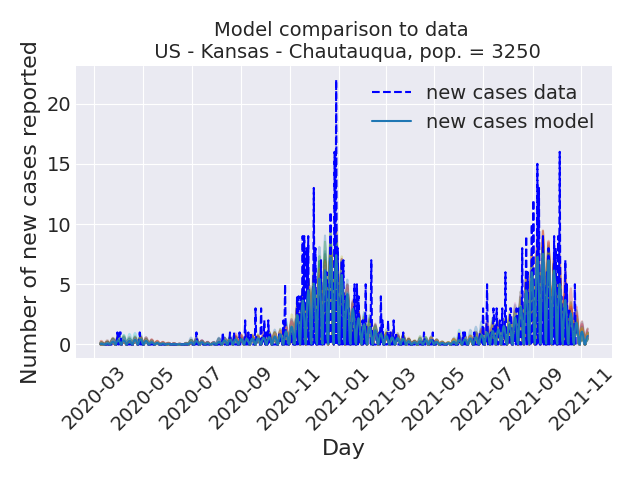 Model comparison to data
US - Kansas - Chautauqua, pop. = 3250
Number of new cases reported
20
15
10
5
0
new cases data
new cases model
2020-03
2020-05
2020-07
2020-09
2020-11
2021-01
2021-03
2021-05
2021-07
2021-09
2021-11
Day